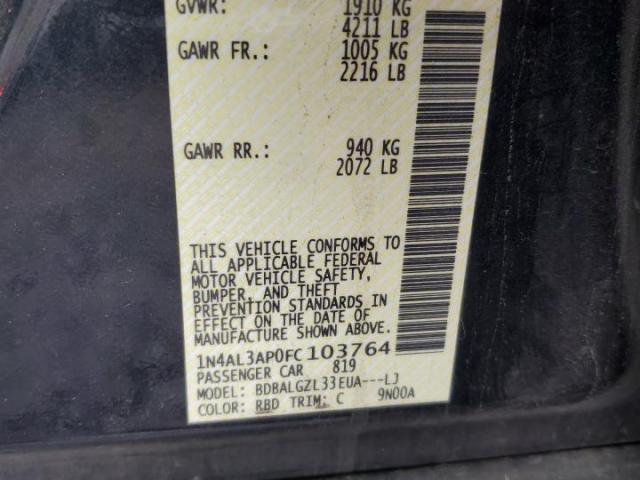 GVWR: 1910 KG
4211 LB
GAWR FR.: 1005 KG
2216 LB
GAWR RR.: 940 KG
2072 LB
THIS VEHICLE CONFORMS TO
ALL APPLICABLE FEDERAL
MOTOR VEHICLE SAFETY,
BUMPER, AND THEFT
PREVENTION STANDARDS IN
EFFECT ON THE DATE OF
MANUFACTURE SHOWN ABOVE.
1N4AL3AP0FC103764
PASSENGER CAR 819
MODEL: BDBALGZL33EUA---LJ
COLOR: RBD TRIM: C 9N00A